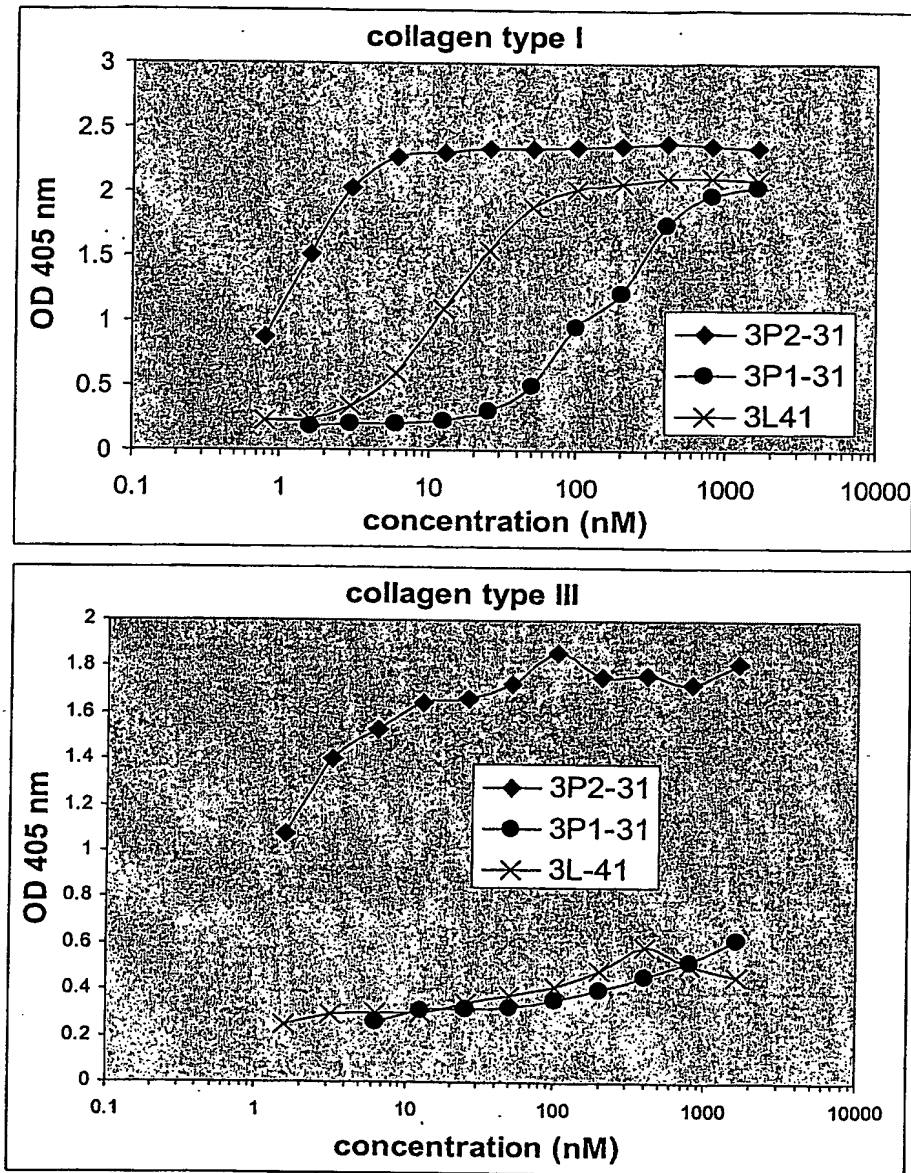 collagen type I
3
2.5
2
1.5
1
0.5
0
OD 405 nm
3P2-31
3P1-31
3L41
0.1 1 10 100 1000 10000
concentration (nM)
collagen type III
2
1.8
1.6
1.4
1.2
1
0.8
0.6
0.4
0.2
0
OD 405 nm
3P2-31
3P1-31
3L-41
0.1 1 10 100 1000 10000
concentration (nM)